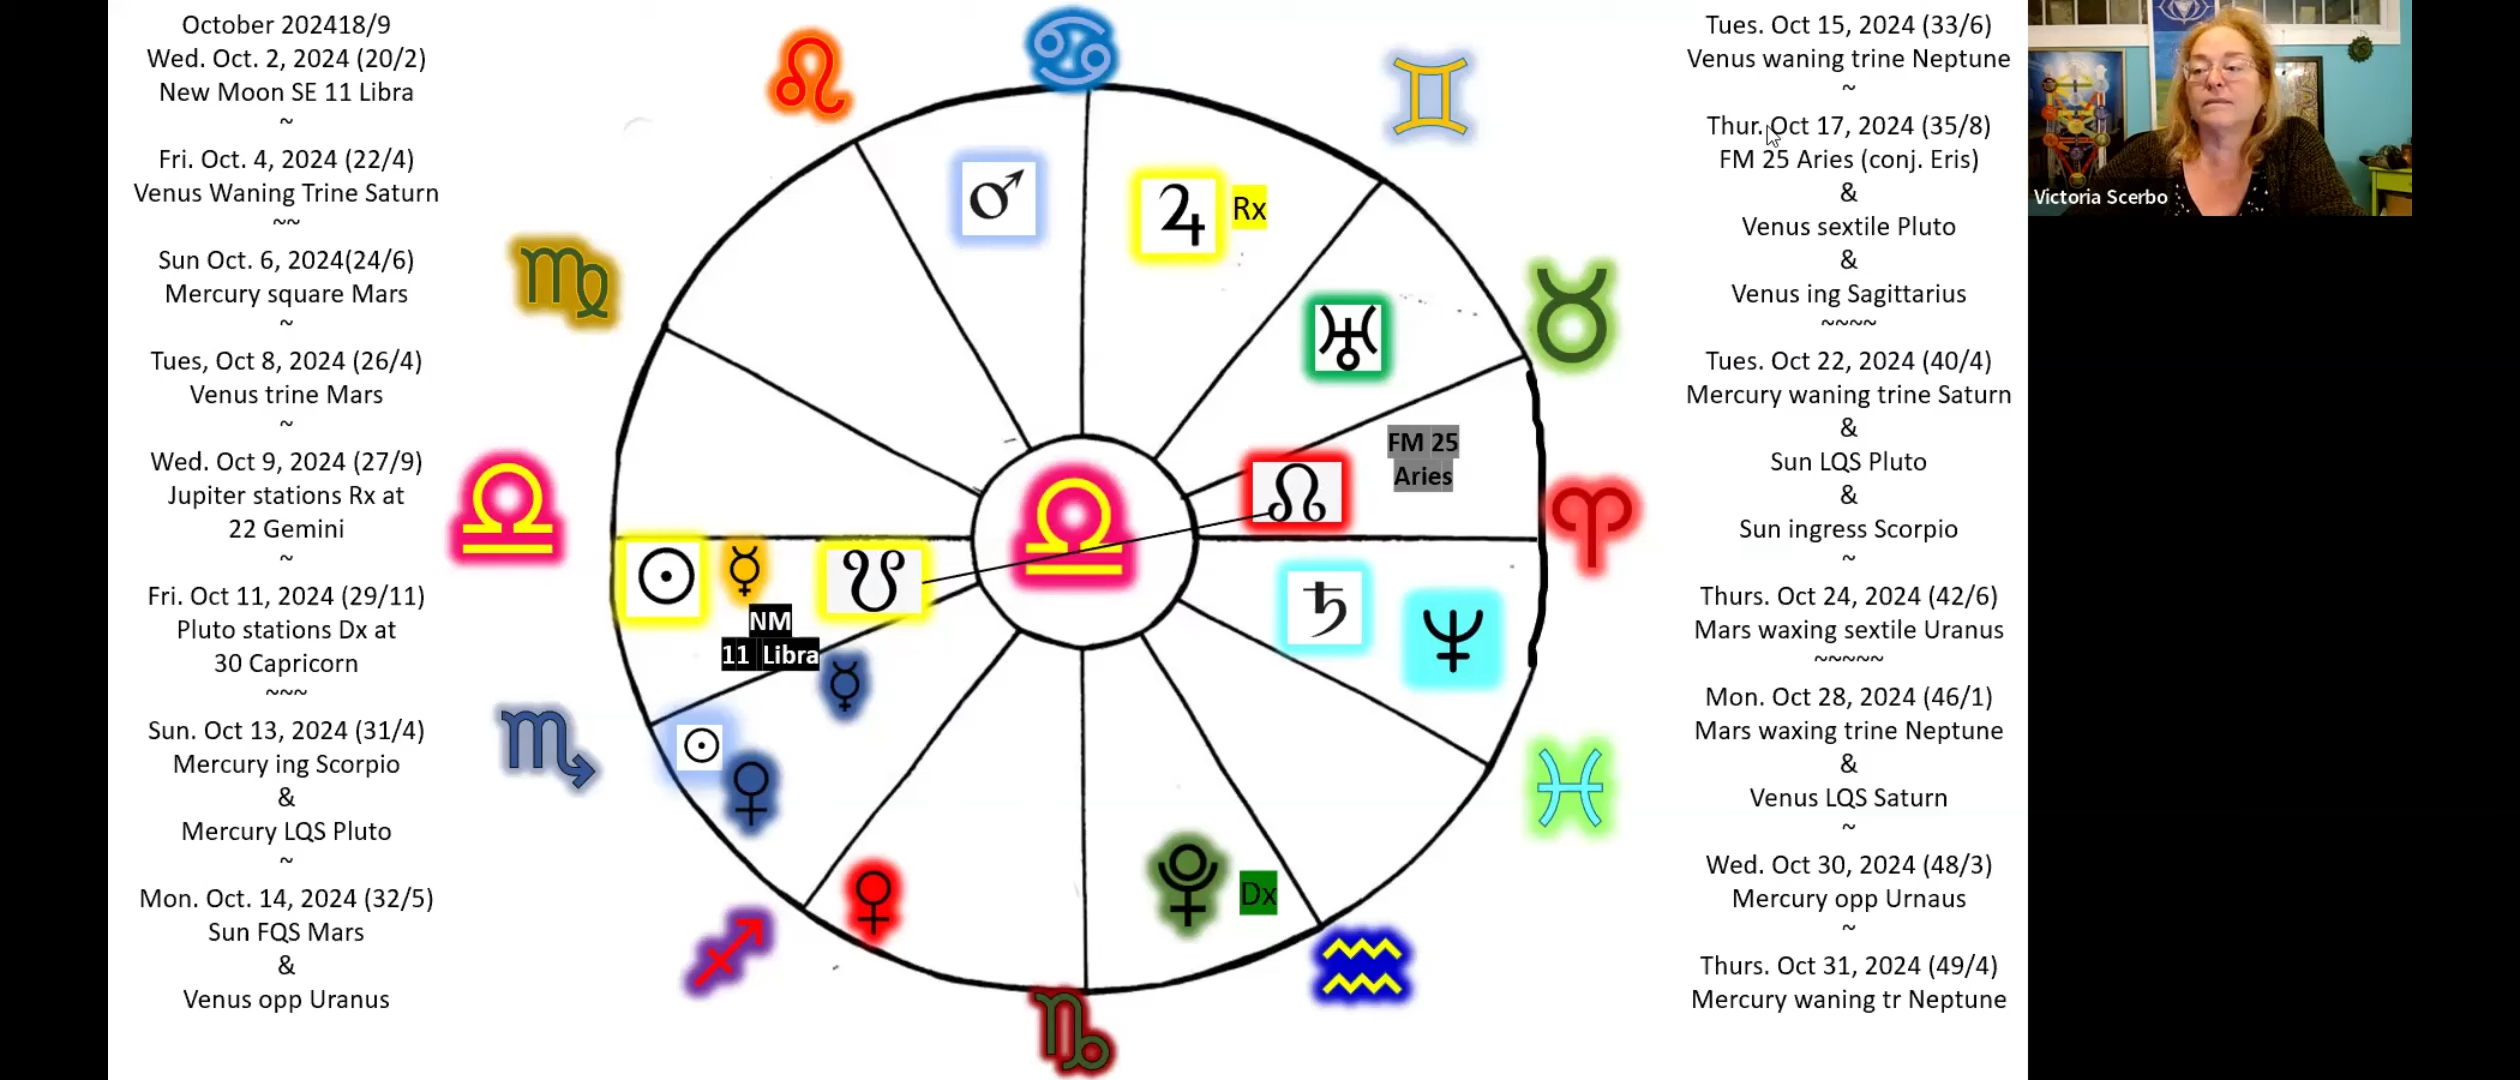 October 202418/9
Wed. Oct. 2, 2024 (20/2)
New Moon SE 11 Libra
~
Fri. Oct. 4, 2024 (22/4)
Venus Waning Trine Saturn
~~
Sun Oct. 6, 2024(24/6)
Mercury square Mars
~
Tues, Oct 8, 2024 (26/4)
Venus trine Mars
~
Wed. Oct 9, 2024 (27/9)
Jupiter stations Rx at
22 Gemini
~
Fri. Oct 11, 2024 (29/11)
Pluto stations Dx at
30 Capricorn
~~~
Sun. Oct 13, 2024 (31/4)
Mercury ing Scorpio
&
Mercury LQS Pluto
~
Mon. Oct. 14, 2024 (32/5)
Sun FQS Mars
&
Venus opp Uranus
Rx
FM 25
Aries
NM
11 Libra
Dx
Tues. Oct 15, 2024 (33/6)
Venus waning trine Neptune
~
Thur. Oct 17, 2024 (35/8)
FM 25 Aries (conj. Eris)
&
Venus sextile Pluto
&
Venus ing Sagittarius
~~~~
Tues. Oct 22, 2024 (40/4)
Mercury waning trine Saturn
&
Sun LQS Pluto
&
Sun ingress Scorpio
~
Thurs. Oct 24, 2024 (42/6)
Mars waxing sextile Uranus
~~~~~
Mon. Oct 28, 2024 (46/1)
Mars waxing trine Neptune
&
Venus LQS Saturn
~
Wed. Oct 30, 2024 (48/3)
Mercury opp Urnaus
~
Thurs. Oct 31, 2024 (49/4)
Mercury waning tr Neptune
Victoria Scerbo